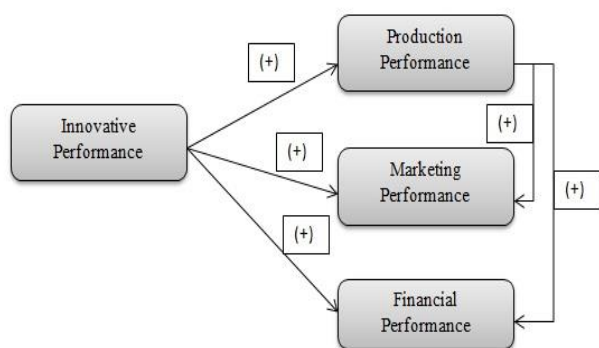 Production
Performance
(+)
Innovative
Performance
(+)
(+)
Marketing
Performance
(+)
(+)
Financial
Performance